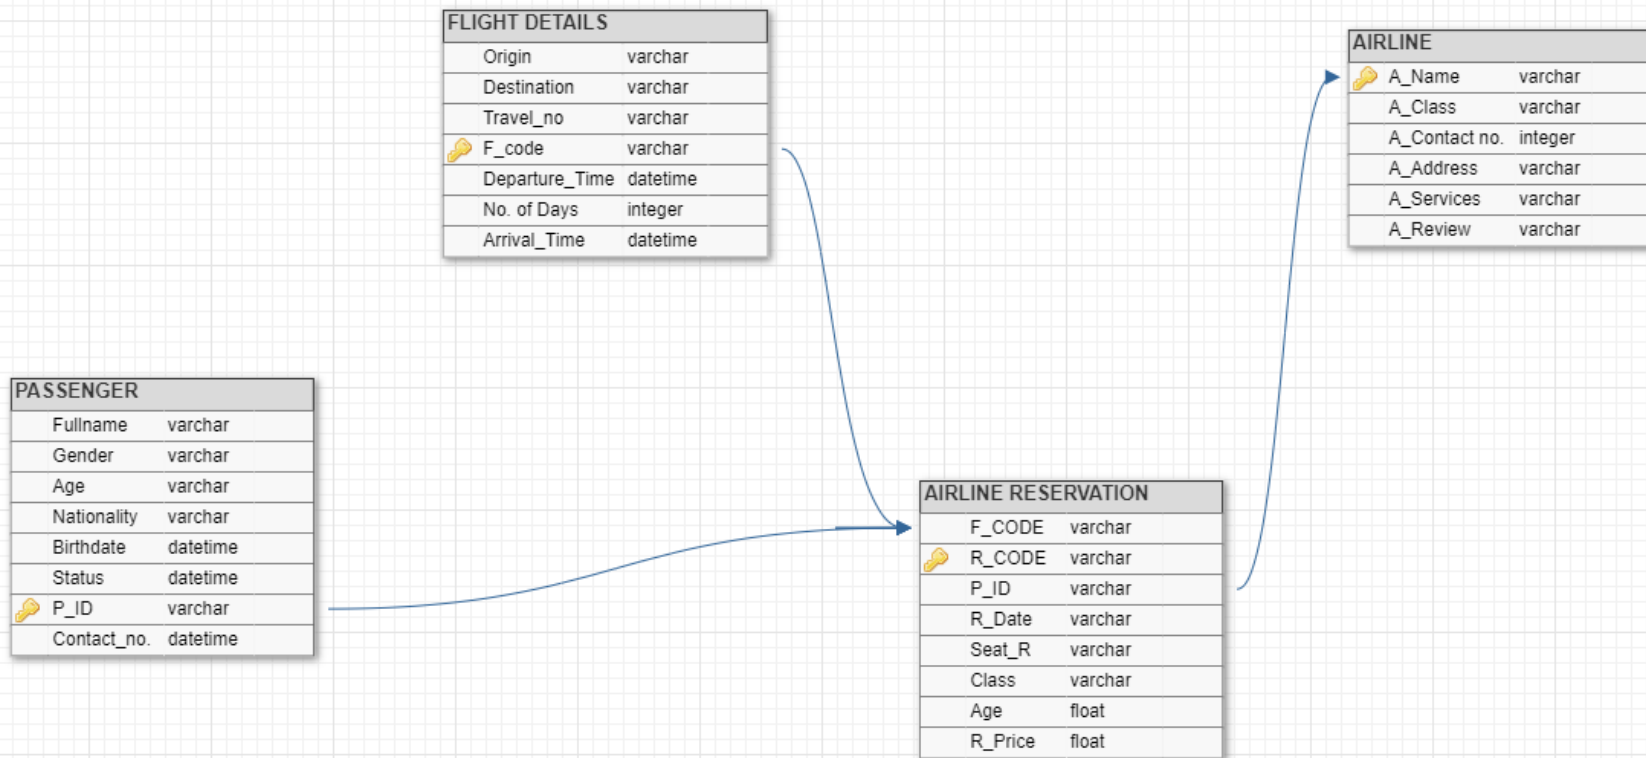 FLIGHT DETAILS
Origin varchar
Destination varchar
Travel_no varchar
F_code varchar
Departure_Time datetime
No. of Days integer
Arrival_Time datetime
AIRLINE
A_Name varchar
A_Class varchar
A_Contact no. integer
A_Address varchar
A_Services varchar
A_Review varchar
PASSENGER
Fullname varchar
Gender varchar
Age varchar
Nationality varchar
Birthdate datetime
Status datetime
P_ID varchar
Contact_no. datetime
AIRLINE RESERVATION
F_CODE varchar
R_CODE varchar
P_ID varchar
R_Date varchar
Seat_R varchar
Class varchar
Age float
R_Price float